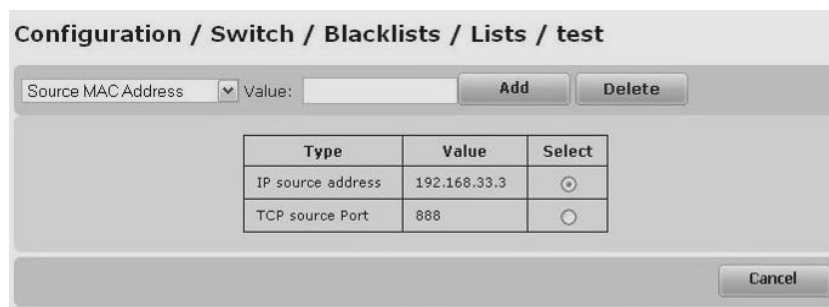 Configuration / Switch / Blacklists / Lists / test
Source MAC Address Value: Add Delete
Type Value Select
IP source address 192.168.33.3
TCP source Port 888
Cancel